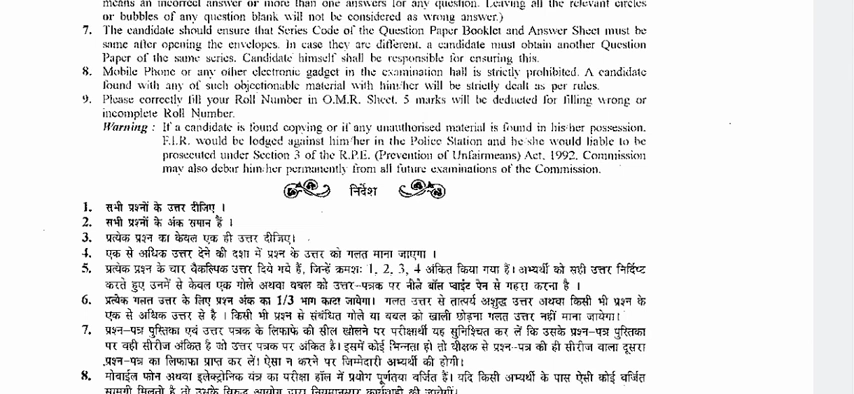 means an incorrect answer or more than one answers for any question. Leaving all the relevant circles
or bubbles of any question blank will not be considered as wrong answer.)
7. The candidate should ensure that Series Code of the Question Paper Booklet and Answer Sheet must be
same after opening the envelopes. In case they are different, a candidate must obtain another Question
Paper of the same series. Candidate himself shall be responsible for ensuring this.
8. Mobile Phone or any other electronic gadget in the examination hall is strictly prohibited. A candidate
found with any of such objectionable material with him/her will be strictly dealt as per rules.
9. Please correctly fill your Roll Number in O.M.R. Sheet. 5 marks will be deducted for filling wrong or
incomplete Roll Number.
Warning : If a candidate is found copying or if any unauthorised material is found in his/her possession,
F.I.R. would be lodged against him/her in the Police Station and he/she would liable to be
prosecuted under Section 3 of the R.P.E. (Prevention of Unfairmeans) Act, 1992. Commission
may also debar him/her permanently from all future examinations of the Commission.
निर्देश
1. सभी प्रश्नों के उत्तर दीजिए ।
2. सभी प्रश्नों के अंक समान हैं ।
3. प्रत्येक प्रश्न का केवल एक ही उत्तर दीजिए।
4. एक से अधिक उत्तर देने की दशा में प्रश्न के उत्तर को गलत माना जाएगा ।
5. प्रत्येक प्रश्न के चार वैकल्पिक उत्तर दिये गये हैं, जिन्हें क्रमशः 1, 2, 3, 4 अंकित किया गया है। अभ्यर्थी को सही उत्तर निर्दिष्ट
करते हुए उनमें से केवल एक गोले अथवा बबल को उत्तर-पत्रक पर नीले बॉल प्वाइंट पेन से गहरा करना है ।
6. प्रत्येक गलत उत्तर के लिए प्रश्न अंक का 1/3 भाग काटा जायेगा। गलत उत्तर से तात्पर्य अशुद्ध उत्तर अथवा किसी भी प्रश्न के
एक से अधिक उत्तर से है । किसी भी प्रश्न से संबंधित गोले या बबल को खाली छोड़ना गलत उत्तर नहीं माना जायेगा।
7. प्रश्न-पत्र पुस्तिका एवं उत्तर पत्रक के लिफाफे की सील खोलने पर परीक्षार्थी यह सुनिश्चित कर लें कि उसके प्रश्न-पत्र पुस्तिका
पर वही सीरीज अंकित है जो उत्तर पत्रक पर अंकित है। इसमें कोई भिन्नता हो तो वीक्षक से प्रश्न-पत्र की ही सीरीज वाला दूसरा
प्रश्न-पत्र का लिफाफा प्राप्त कर लें। ऐसा न करने पर जिम्मेदारी अभ्यर्थी की होगी।
8. मोबाईल फोन अथवा इलेक्ट्रोनिक यंत्र का परीक्षा हॉल में प्रयोग पूर्णतया वर्जित हैं। यदि किसी अभ्यर्थी के पास ऐसी कोई वर्जित
सामग्री मिलती है तो उसके विरुद्ध आयोग द्वारा नियमानुसार कार्यवाही की जायेगी।